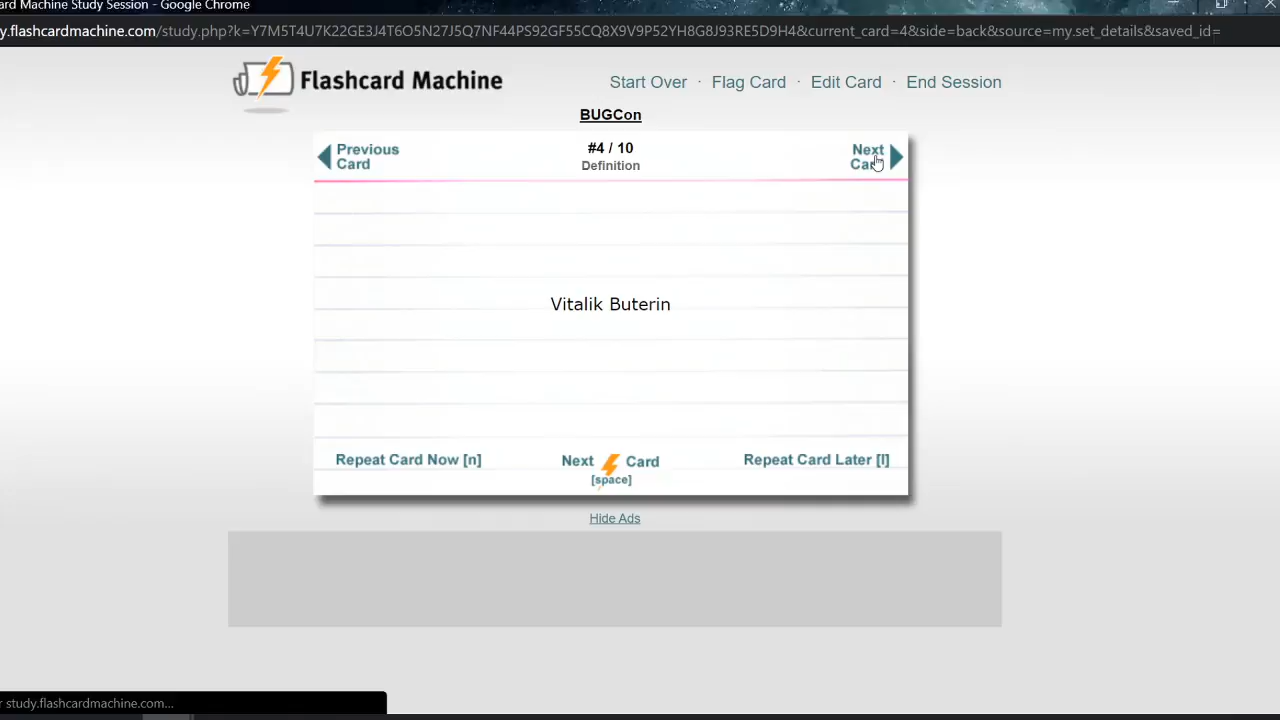 ard Machine Study Session - Google Chrome
y.flashcardmachine.com/study.php?k=Y7M5T4U7K22GE3J4T6O5N27J5Q7NF44PS92GF55CQ8X9V9P52YH8G8J93RE5D9H4&current_card=4&side=back&source=my.set_details&saved_id=
Flashcard Machine
Start Over · Flag Card · Edit Card · End Session
BUGCon
Previous Card
#4 / 10
Definition
Next Card
Vitalik Buterin
Repeat Card Now [n]
Next Card
[space]
Repeat Card Later [l]
Hide Ads
r study.flashcardmachine.com...